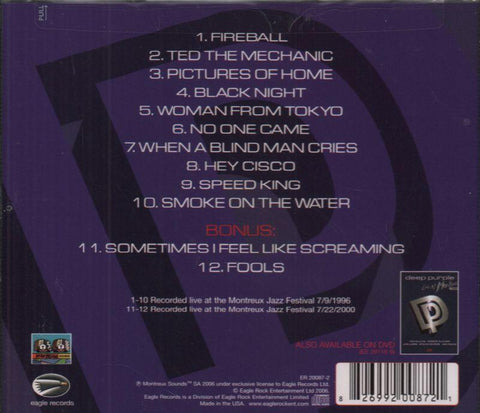 PULL
1. FIREBALL
2. TED THE MECHANIC
3. PICTURES OF HOME
4. BLACK NIGHT
5. WOMAN FROM TOKYO
6. NO ONE CAME
7. WHEN A BLIND MAN CRIES
8. HEY CISCO
9. SPEED KING
10. SMOKE ON THE WATER
BONUS:
11. SOMETIMES I FEEL LIKE SCREAMING
12. FOOLS
1-10 Recorded live at the Montreux Jazz Festival 7/9/1996
11-12 Recorded live at the Montreux Jazz Festival 7/22/2000
deep purple
ALSO AVAILABLE ON DVD
eagle records
ER 20087-2
℗ Montreux Sounds™ SA 2006 under exclusive license to Eagle Records Ltd.
© Eagle Rock Entertainment Ltd 2006.
Eagle Records is a Division of Eagle Rock Entertainment Ltd.
Made in the U.S.A. www.eaglerockent.com
8 26992 00872 1